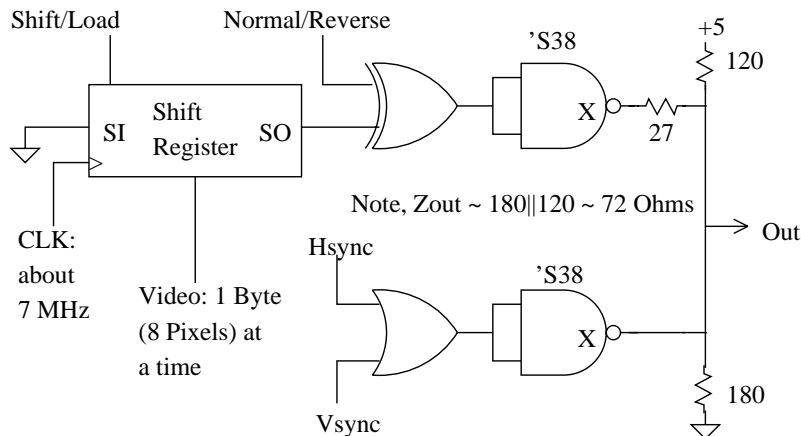 Shift/Load
Normal/Reverse
'S38
+5
120
Shift
Register
SI
SO
X
27
Note, Zout ~ 180||120 ~ 72 Ohms
CLK:
about
7 MHz
Video: 1 Byte
(8 Pixels) at
a time
Hsync
'S38
Out
X
Vsync
180